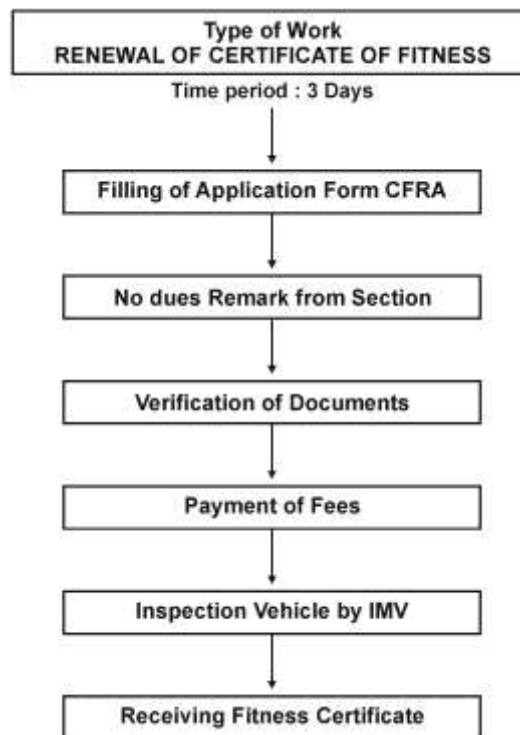 Type of Work
RENEWAL OF CERTIFICATE OF FITNESS
Time period : 3 Days
Filling of Application Form CFRA
No dues Remark from Section
Verification of Documents
Payment of Fees
Inspection Vehicle by IMV
Receiving Fitness Certificate